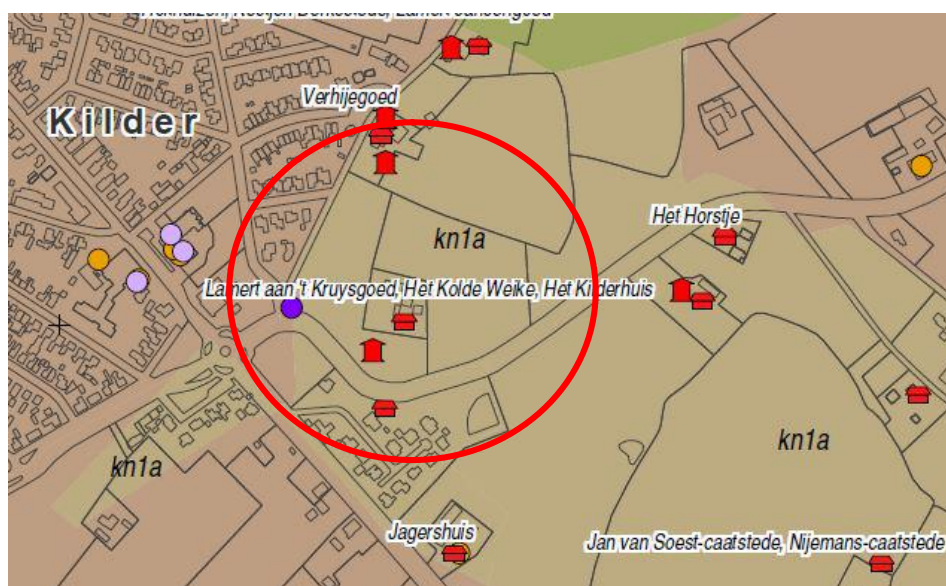 Verhijegoed
Kilder
Het Horstje
kn1a
Lamert aan 't Kruysgoed, Het Kolde Weike, Het Kilderhuis
kn1a
kn1a
Jagershuis
Jan van Soest-caatstede, Nijemans-caatstede